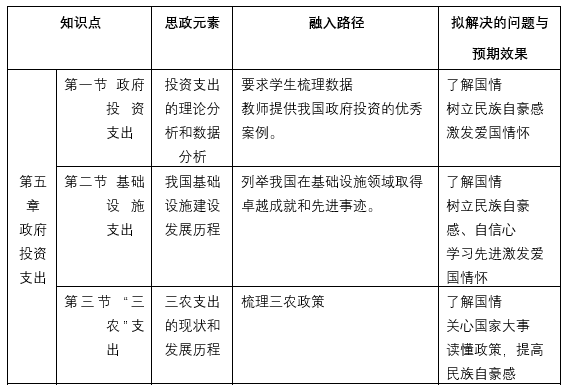 知识点 思政元素 融入路径 拟解决的问题与
预期效果
第五
章
政府
投资
支出
第一节 政府
投资
支出
投资支出
的理论分
析和数据
分析
要求学生梳理数据
教师提供我国政府投资的优秀
案例。
了解国情
树立民族自豪感
激发爱国情怀
第二节 基础
设施
支出
我国基础
设施建设
发展历程
列举我国在基础设施领域取得
卓越成就和先进事迹。
了解国情
树立民族自豪
感、自信心
学习先进激发爱
国情怀
第三节 “三
农”支
出
三农支出
的现状和
发展历程
梳理三农政策
了解国情
关心国家大事
读懂政策，提高
民族自豪感